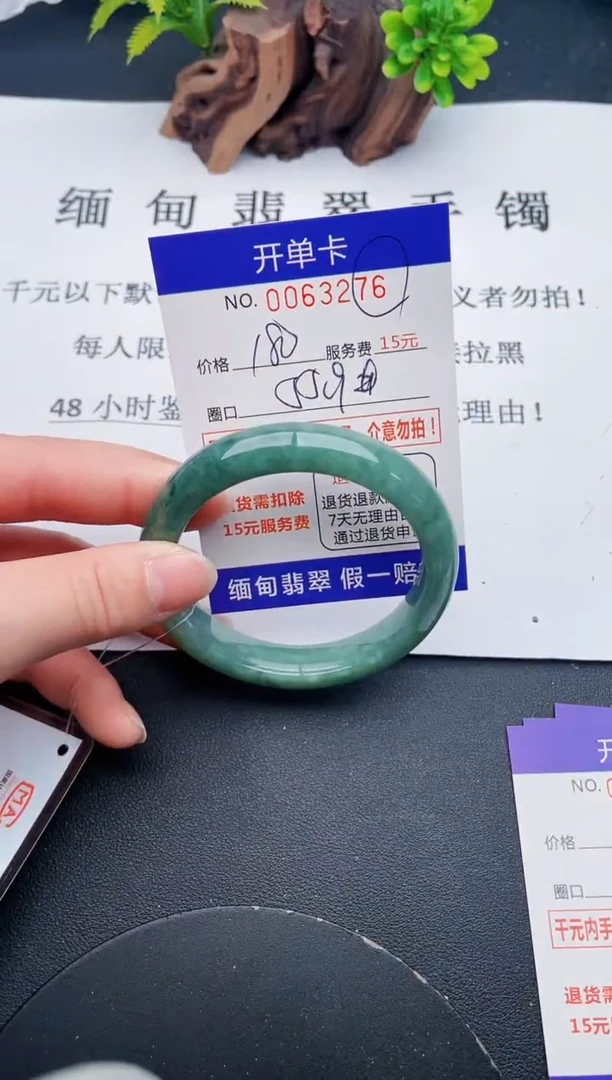 缅甸翡翠手镯
千元以下默
义者勿拍！
每人限
拉黑
48小时鉴
理由！
开单卡
NO. 0063276
价格 180 服务费 15元
圈口
介意勿拍！
货需扣除
15元服务费
退货退款
7天无理由
通过退货申
缅甸翡翠 假一赔
开
NO.
价格
圈口
千元内手
退货需
15元
MA